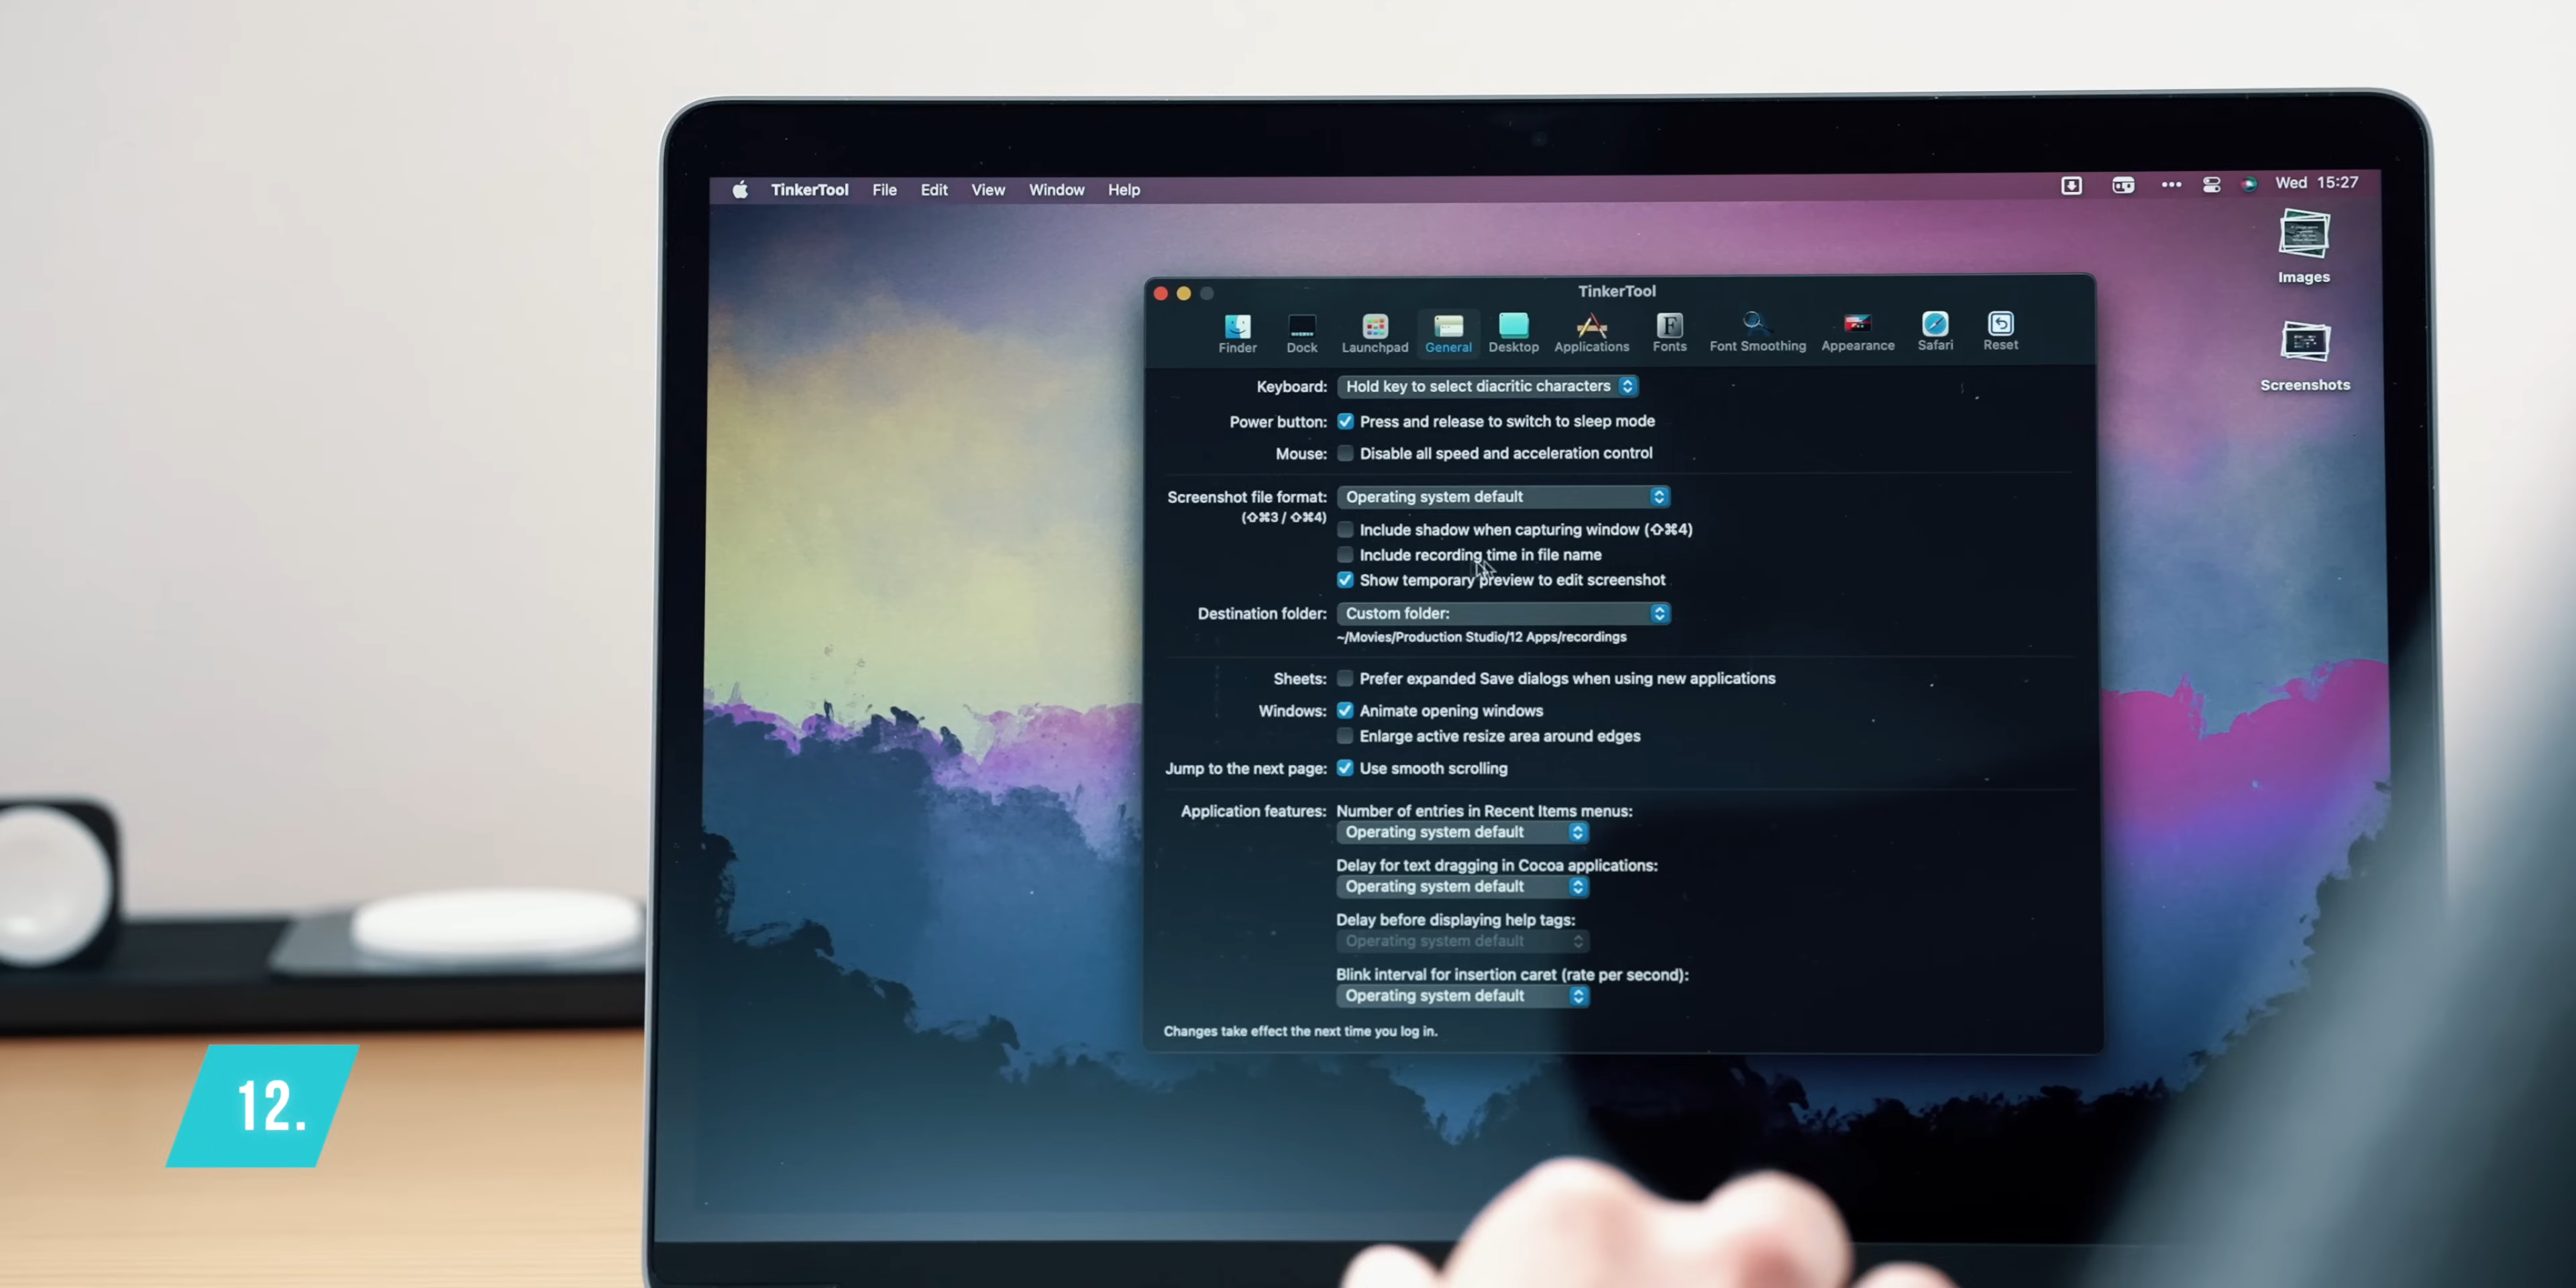 TinkerTool File Edit View Window Help
Wed 15:27
Images
Screenshots
TinkerTool
Finder Dock Launchpad General Desktop Applications Fonts Font Smoothing Appearance Safari Reset
Keyboard: Hold key to select diacritic characters
Power button: Press and release to switch to sleep mode
Mouse: Disable all speed and acceleration control
Screenshot file format: Operating system default
(⇧⌘3 / ⇧⌘4)
Include shadow when capturing window (⇧⌘4)
Include recording time in file name
Show temporary preview to edit screenshot
Destination folder: Custom folder:
~/Movies/Production Studio/12 Apps/recordings
Sheets: Prefer expanded Save dialogs when using new applications
Windows: Animate opening windows
Enlarge active resize area around edges
Jump to the next page: Use smooth scrolling
Application features: Number of entries in Recent Items menus:
Operating system default
Delay for text dragging in Cocoa applications:
Operating system default
Delay before displaying help tags:
Operating system default
Blink interval for insertion caret (rate per second):
Operating system default
Changes take effect the next time you log in.
12.